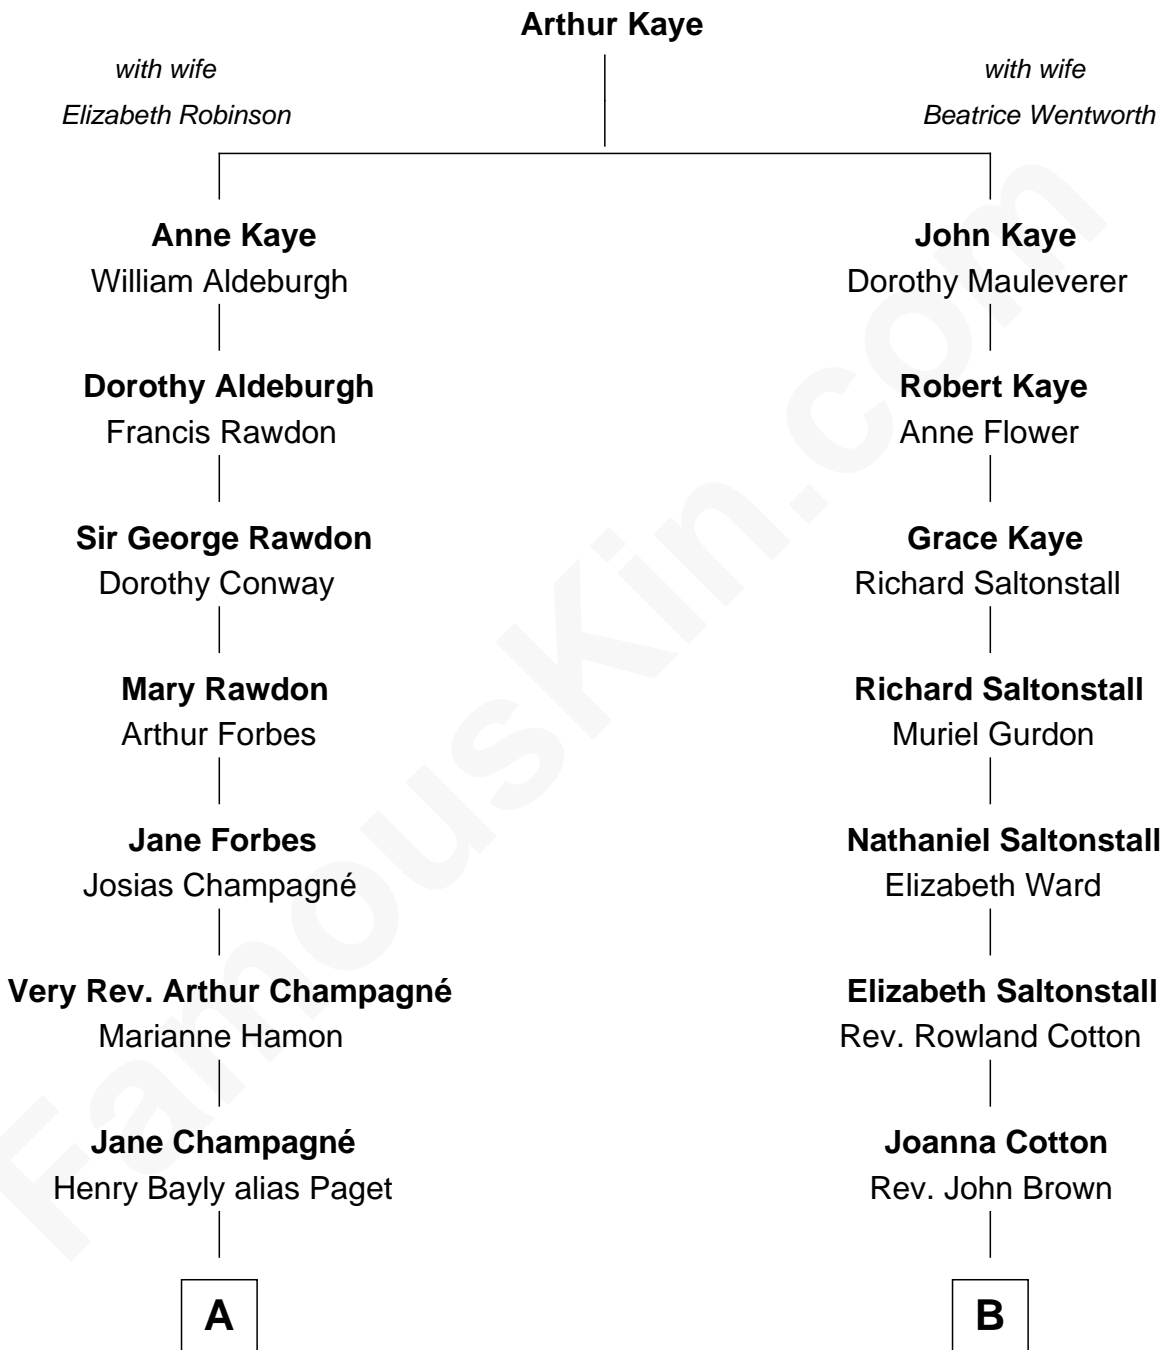 Arthur Kaye
with wife
Elizabeth Robinson
with wife
Beatrice Wentworth
Anne Kaye
William Aldeburgh
John Kaye
Dorothy Mauleverer
Dorothy Aldeburgh
Francis Rawdon
Robert Kaye
Anne Flower
Sir George Rawdon
Dorothy Conway
Grace Kaye
Richard Saltonstall
Mary Rawdon
Arthur Forbes
Richard Saltonstall
Muriel Gurdon
Jane Forbes
Josias Champagné
Nathaniel Saltonstall
Elizabeth Ward
Very Rev. Arthur Champagné
Marianne Hamon
Elizabeth Saltonstall
Rev. Rowland Cotton
Jane Champagné
Henry Bayly alias Paget
Joanna Cotton
Rev. John Brown
A
B
FamousKin.com